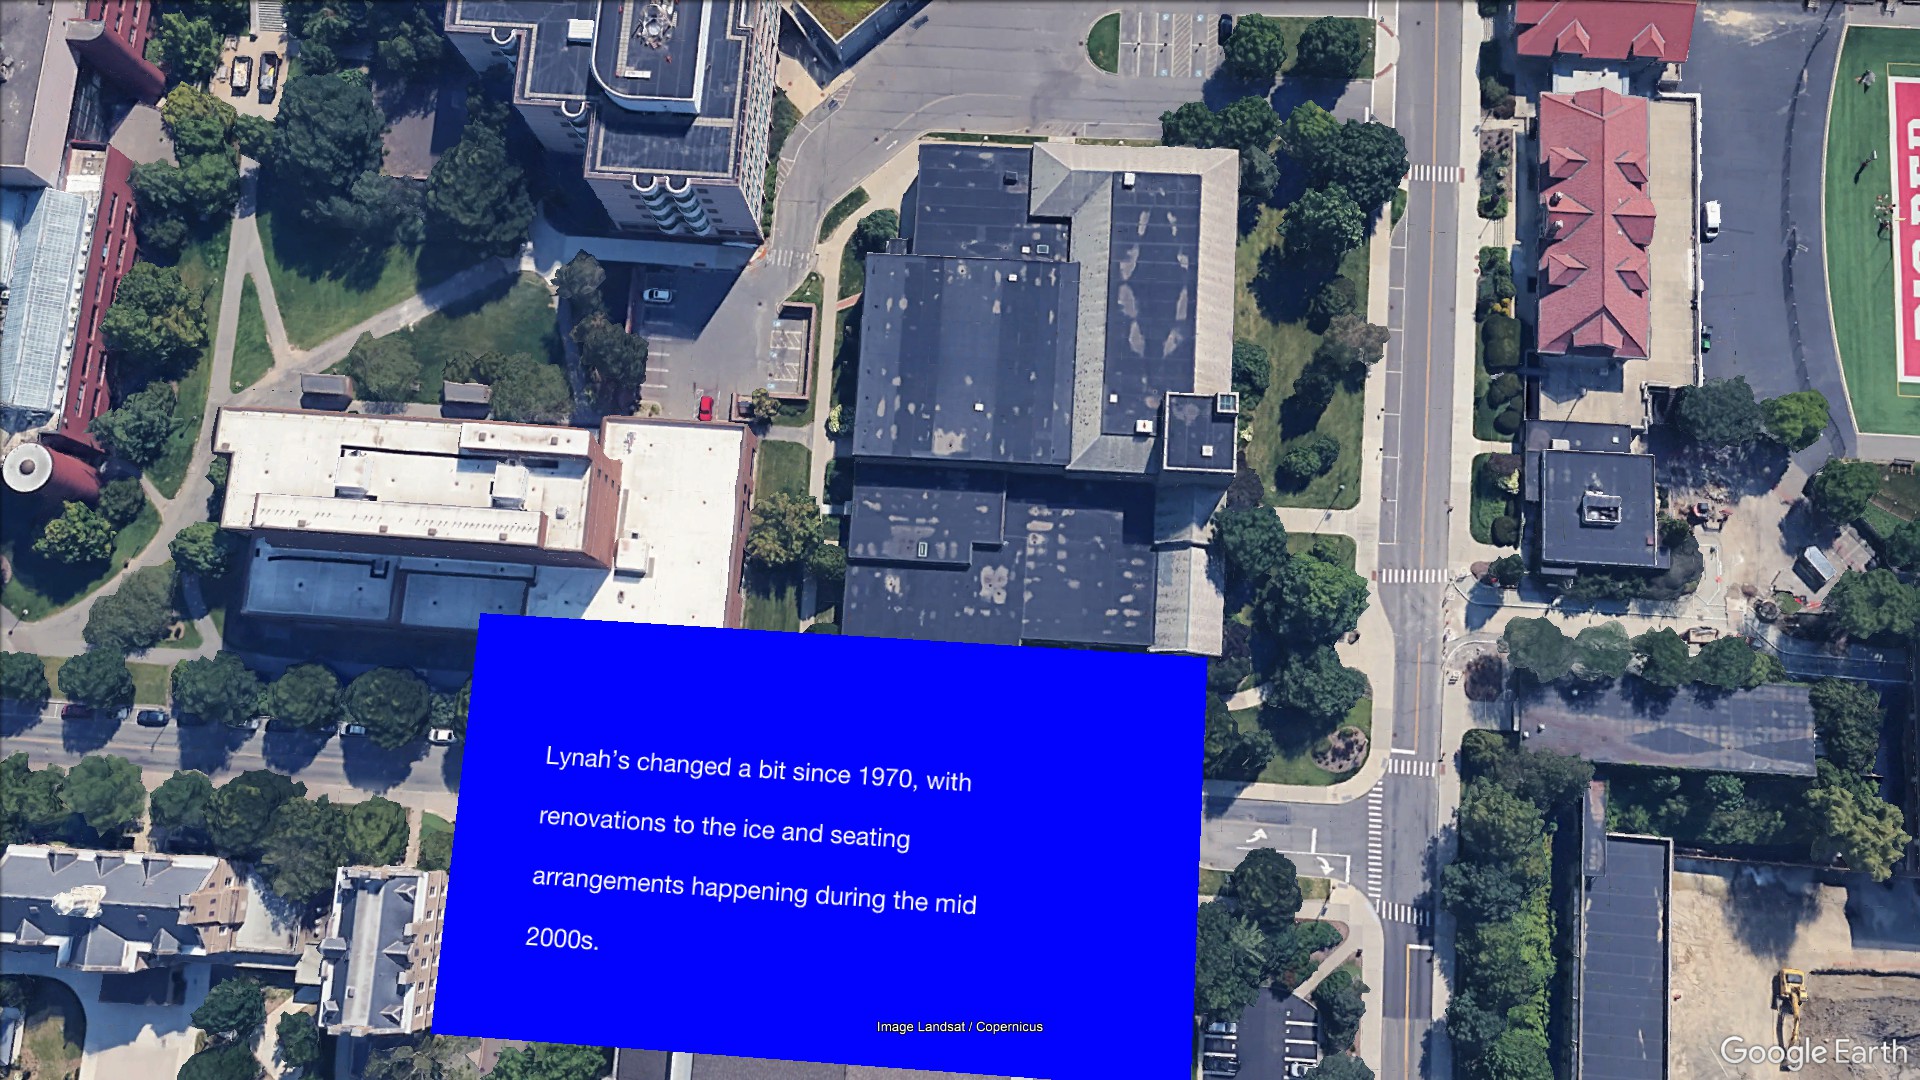 Lynah's changed a bit since 1970, with
renovations to the ice and seating
arrangements happening during the mid
2000s.
Image Landsat / Copernicus
Google Earth